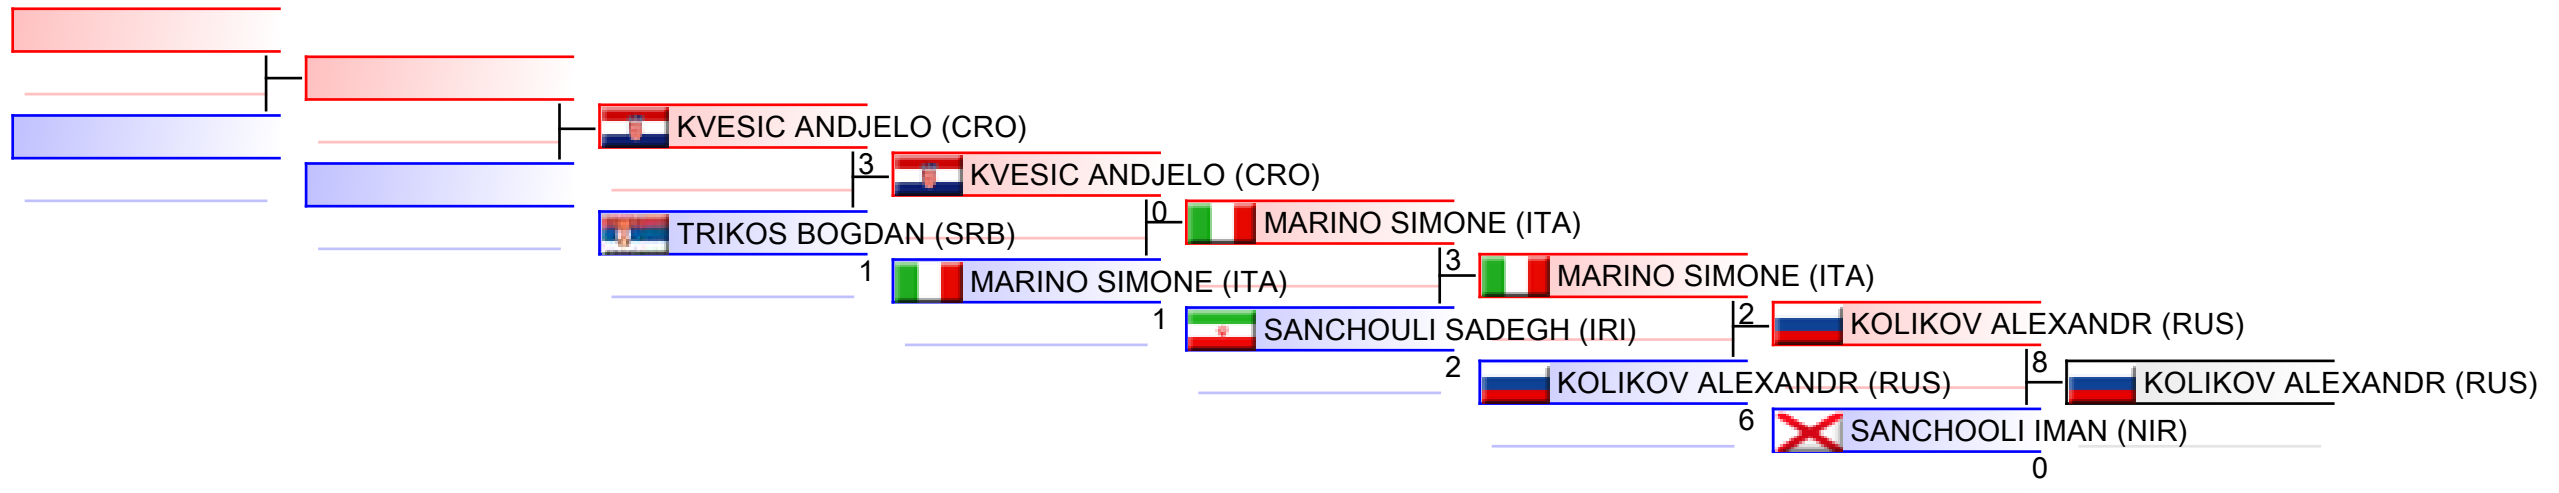 KVESIC ANDJELO (CRO)
3
KVESIC ANDJELO (CRO)
0
MARINO SIMONE (ITA)
TRIKOS BOGDAN (SRB)
1
MARINO SIMONE (ITA)
1
3
MARINO SIMONE (ITA)
SANCHOULI SADEGH (IRI)
2
2
KOLIKOV ALEXANDR (RUS)
KOLIKOV ALEXANDR (RUS)
6
8
KOLIKOV ALEXANDR (RUS)
SANCHOOLI IMAN (NIR)
0